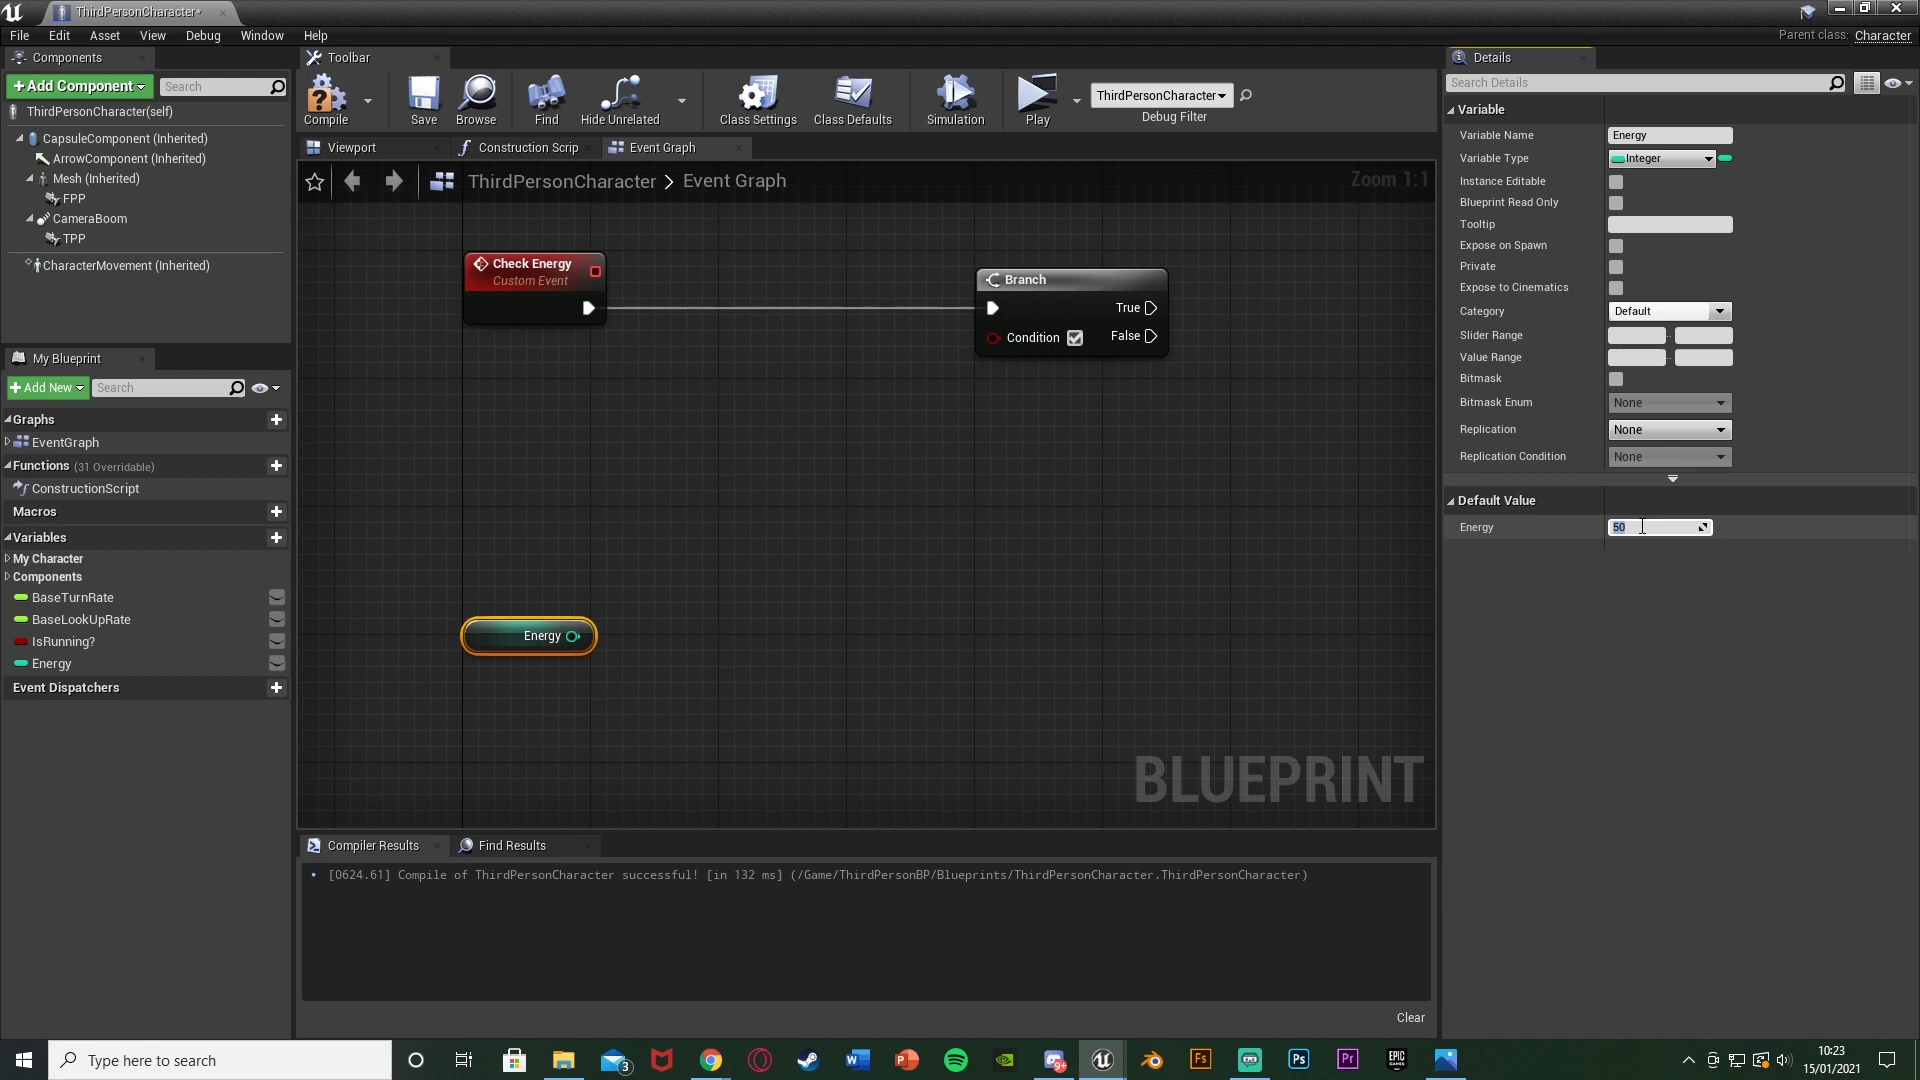 ThirdPersonCharacter*
File Edit Asset View Debug Window Help
Parent class: Character
Components
Toolbar
Details
+Add Component
Search
Compile
Save
Browse
Find
Hide Unrelated
Class Settings
Class Defaults
Simulation
Play
ThirdPersonCharacter
Debug Filter
Search Details
ThirdPersonCharacter(self)
CapsuleComponent (Inherited)
ArrowComponent (Inherited)
Mesh (Inherited)
FPP
CameraBoom
TPP
CharacterMovement (Inherited)
Viewport
Construction Scrip
Event Graph
ThirdPersonCharacter > Event Graph
Zoom 1:1
Check Energy
Custom Event
Branch
True
Condition
False
Energy
BLUEPRINT
Variable
Variable Name Energy
Variable Type Integer
Instance Editable
Blueprint Read Only
Tooltip
Expose on Spawn
Private
Expose to Cinematics
Category Default
Slider Range
Value Range
Bitmask
Bitmask Enum None
Replication None
Replication Condition None
Default Value
Energy 50
My Blueprint
+Add New
Search
Graphs
EventGraph
Functions (31 Overridable)
ConstructionScript
Macros
Variables
My Character
Components
BaseTurnRate
BaseLookUpRate
IsRunning?
Energy
Event Dispatchers
Compiler Results
Find Results
[0624.61] Compile of ThirdPersonCharacter successful! [in 132 ms] (/Game/ThirdPersonBP/Blueprints/ThirdPersonCharacter.ThirdPersonCharacter)
Clear
Type here to search
3
W
P
9+
Fs
Ps
Pr
EPIC
GAMES
10:23
15/01/2021